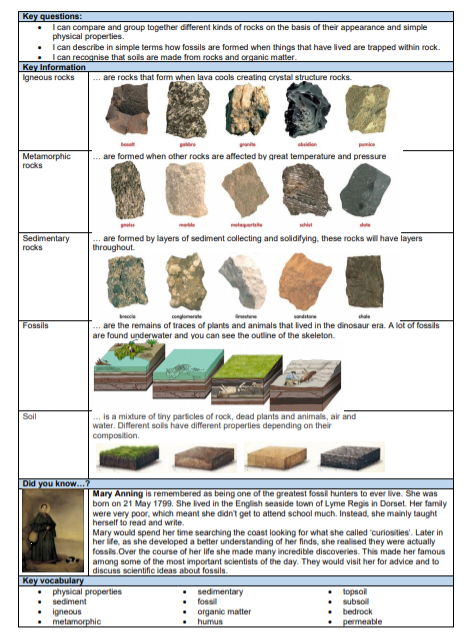 Key questions:
• I can compare and group together different kinds of rocks on the basis of their appearance and simple
physical properties.
• I can describe in simple terms how fossils are formed when things that have lived are trapped within rock.
• I can recognise that soils are made from rocks and organic matter.
Key Information
Igneous rocks
… are rocks that form when lava cools creating crystal structure rocks.
basalt gabbro granite obsidian pumice
Metamorphic
rocks
… are formed when other rocks are affected by great temperature and pressure
gneiss marble metaquartzite schist slate
Sedimentary
rocks
… are formed by layers of sediment collecting and solidifying, these rocks will have layers
throughout.
breccia conglomerate limestone sandstone shale
Fossils
… are the remains of traces of plants and animals that lived in the dinosaur era. A lot of fossils
are found underwater and you can see the outline of the skeleton.
Soil
… is a mixture of tiny particles of rock, dead plants and animals, air and
water. Different soils have different properties depending on their
composition.
Did you know…?
Mary Anning is remembered as being one of the greatest fossil hunters to ever live. She was
born on 21 May 1799. She lived in the English seaside town of Lyme Regis in Dorset. Her family
were very poor, which meant she didn't get to attend school much. Instead, she mainly taught
herself to read and write.
Mary would spend her time searching the coast looking for what she called 'curiosities'. Later in
her life, as she developed a better understanding of her finds, she realised they were actually
fossils.Over the course of her life she made many incredible discoveries. This made her famous
among some of the most important scientists of the day. They would visit her for advice and to
discuss scientific ideas about fossils.
Key vocabulary
• physical properties
• sediment
• igneous
• metamorphic
• sedimentary
• fossil
• organic matter
• humus
• topsoil
• subsoil
• bedrock
• permeable